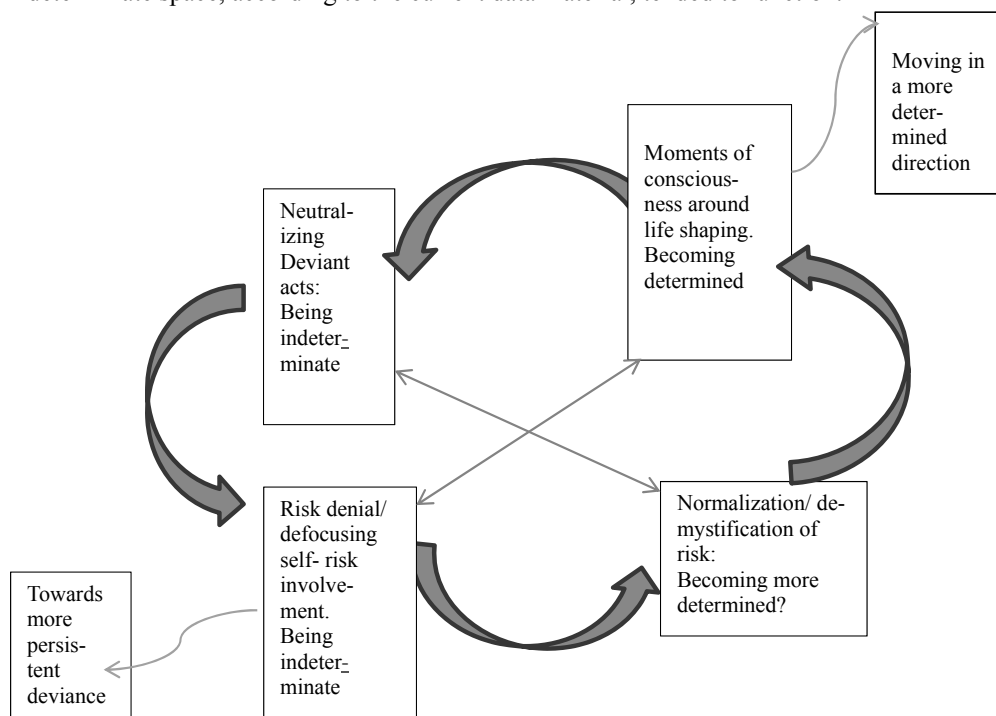 Moving in
a more
deter-
mined
direction
Moments of
conscious-
ness around
life shaping.
Becoming
determined
Neutral-
izing
Deviant
acts:
Being
indeter-
minate
Risk denial/
defocusing
self- risk
involve-
ment.
Being
indeter-
minate
Normalization/ de-
mystification of
risk:
Becoming more
determined?
Towards
more
persis-
tent
deviance